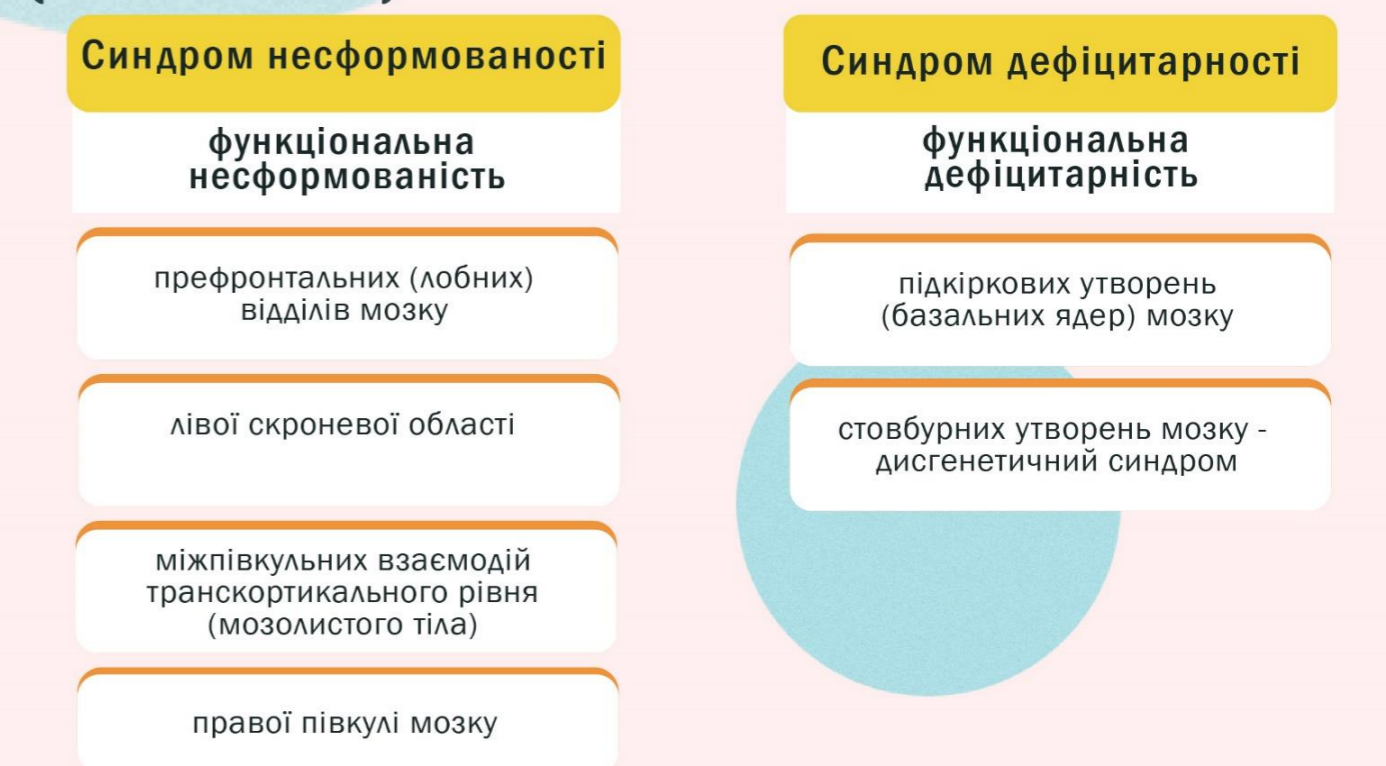 Синдром несформованості
функціональна
несформованість
префронтальних (лобних)
відділів мозку
лівої скроневої області
міжпівкульних взаємодій
транскортикального рівня
(мозолистого тіла)
правої півкулі мозку
Синдром дефіцитарності
функціональна
дефіцитарність
підкіркових утворень
(базальних ядер) мозку
стовбурних утворень мозку -
дисгенетичний синдром